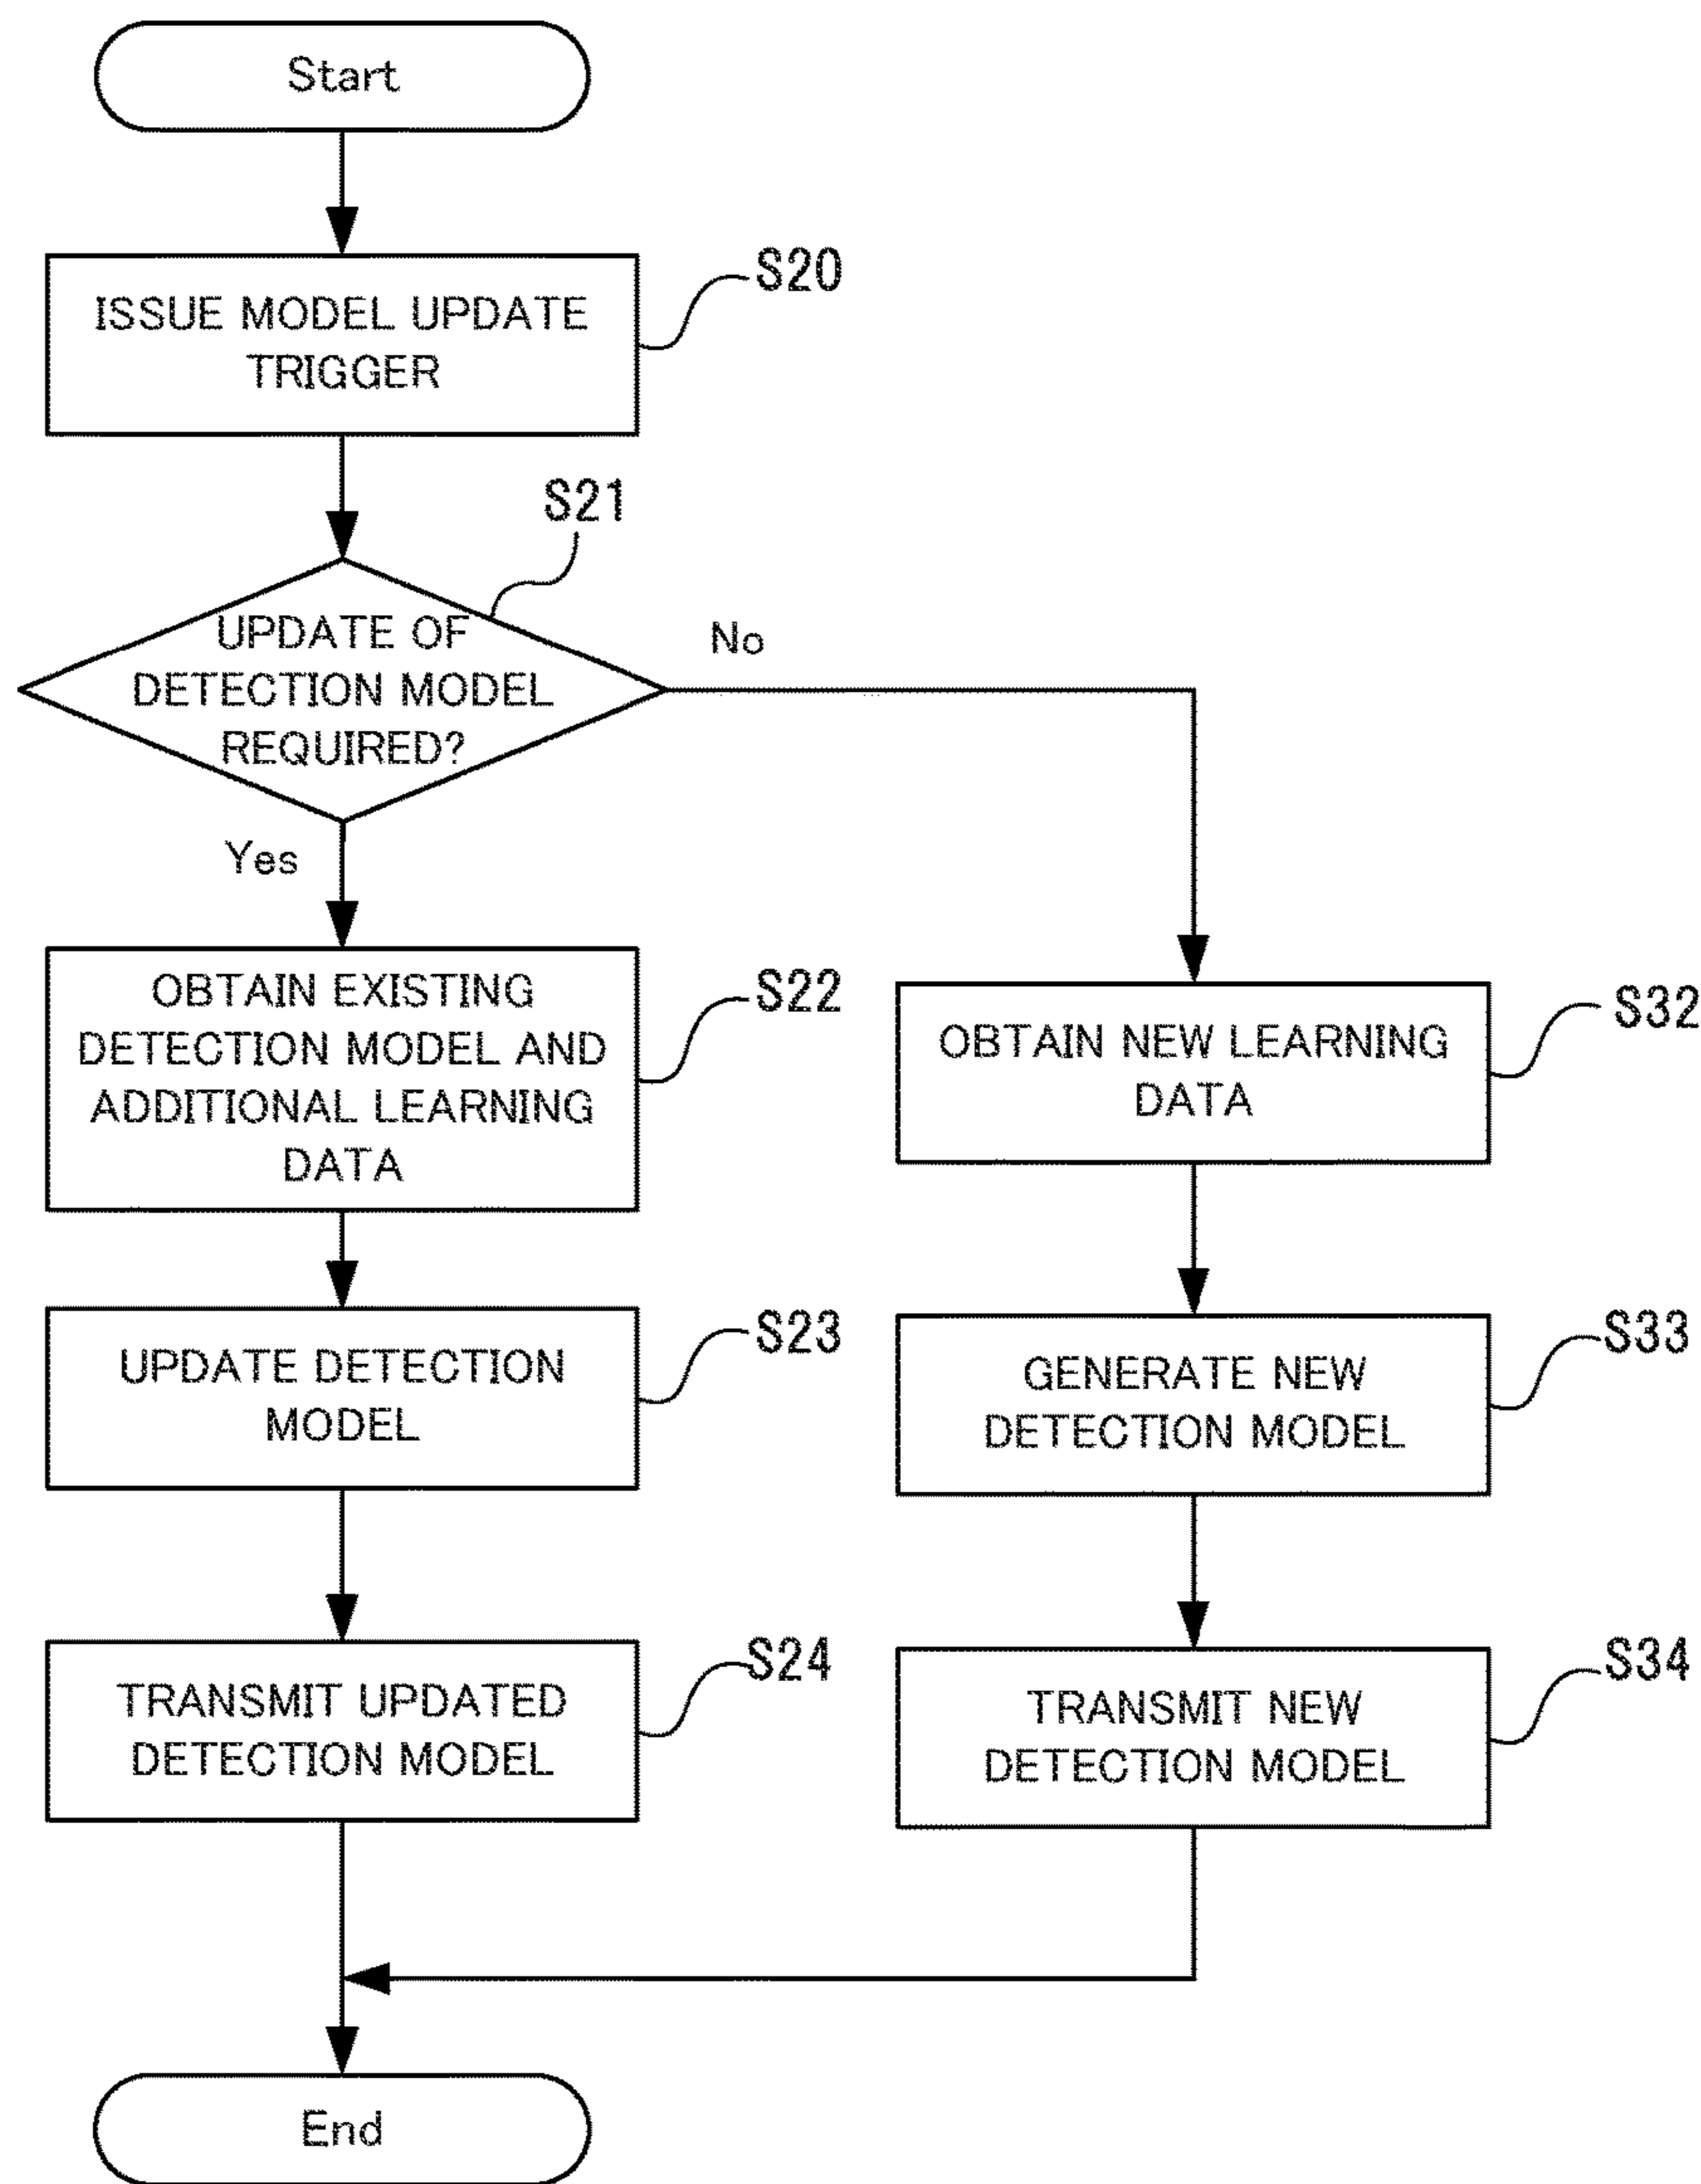 Start
ISSUE MODEL UPDATE
TRIGGER
S20
S21
UPDATE OF
DETECTION MODEL
REQUIRED?
No
Yes
OBTAIN EXISTING
DETECTION MODEL AND
ADDITIONAL LEARNING
DATA
S22
OBTAIN NEW LEARNING
DATA
S32
UPDATE DETECTION
MODEL
S23
GENERATE NEW
DETECTION MODEL
S33
TRANSMIT UPDATED
DETECTION MODEL
S24
TRANSMIT NEW
DETECTION MODEL
S34
End